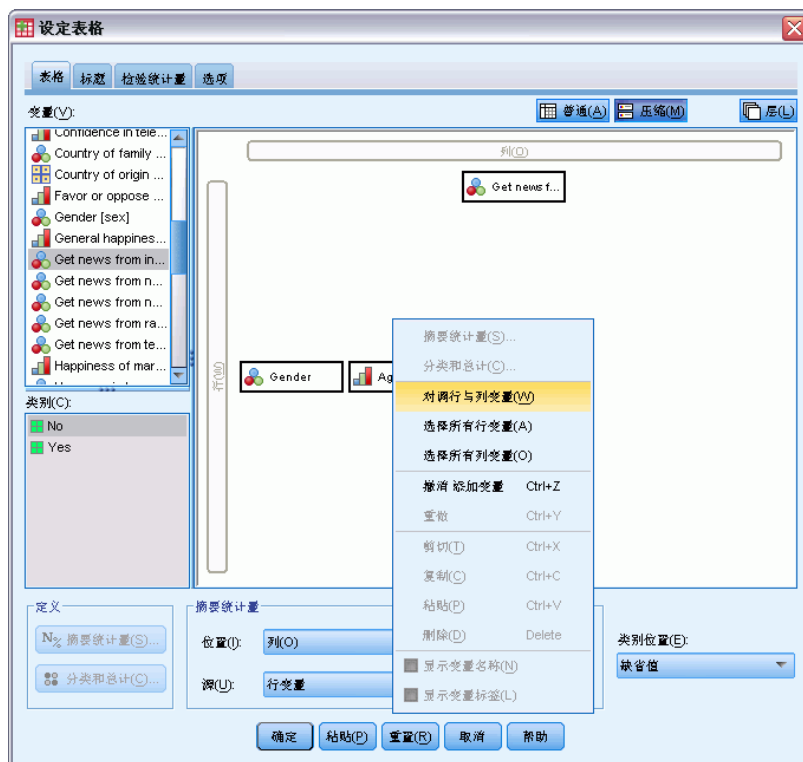 设定表格
表格 标题 检验统计量 选项
变量(V):
普通(A) 压缩(M) 层(L)
Confidence in tele...
Country of family ...
Country of origin ...
Favor or oppose ...
Gender [sex]
General happines...
Get news from in...
Get news from n...
Get news from n...
Get news from ra...
Get news from te...
Happiness of mar...
类别(C):
No
Yes
列(O)
Get news f...
行(W)
Gender
Ag
摘要统计量(S)...
分类和总计(C)...
对调行与列变量(W)
选择所有行变量(A)
选择所有列变量(O)
撤消 添加变量 Ctrl+Z
重做 Ctrl+Y
剪切(T) Ctrl+X
复制(C) Ctrl+C
粘贴(P) Ctrl+V
删除(D) Delete
显示变量名称(N)
显示变量标签(L)
定义
N% 摘要统计量(S)...
分类和总计(C)...
摘要统计量
位置(I): 列(O)
源(U): 行变量
类别位置(E):
缺省值
确定 粘贴(P) 重置(R) 取消 帮助